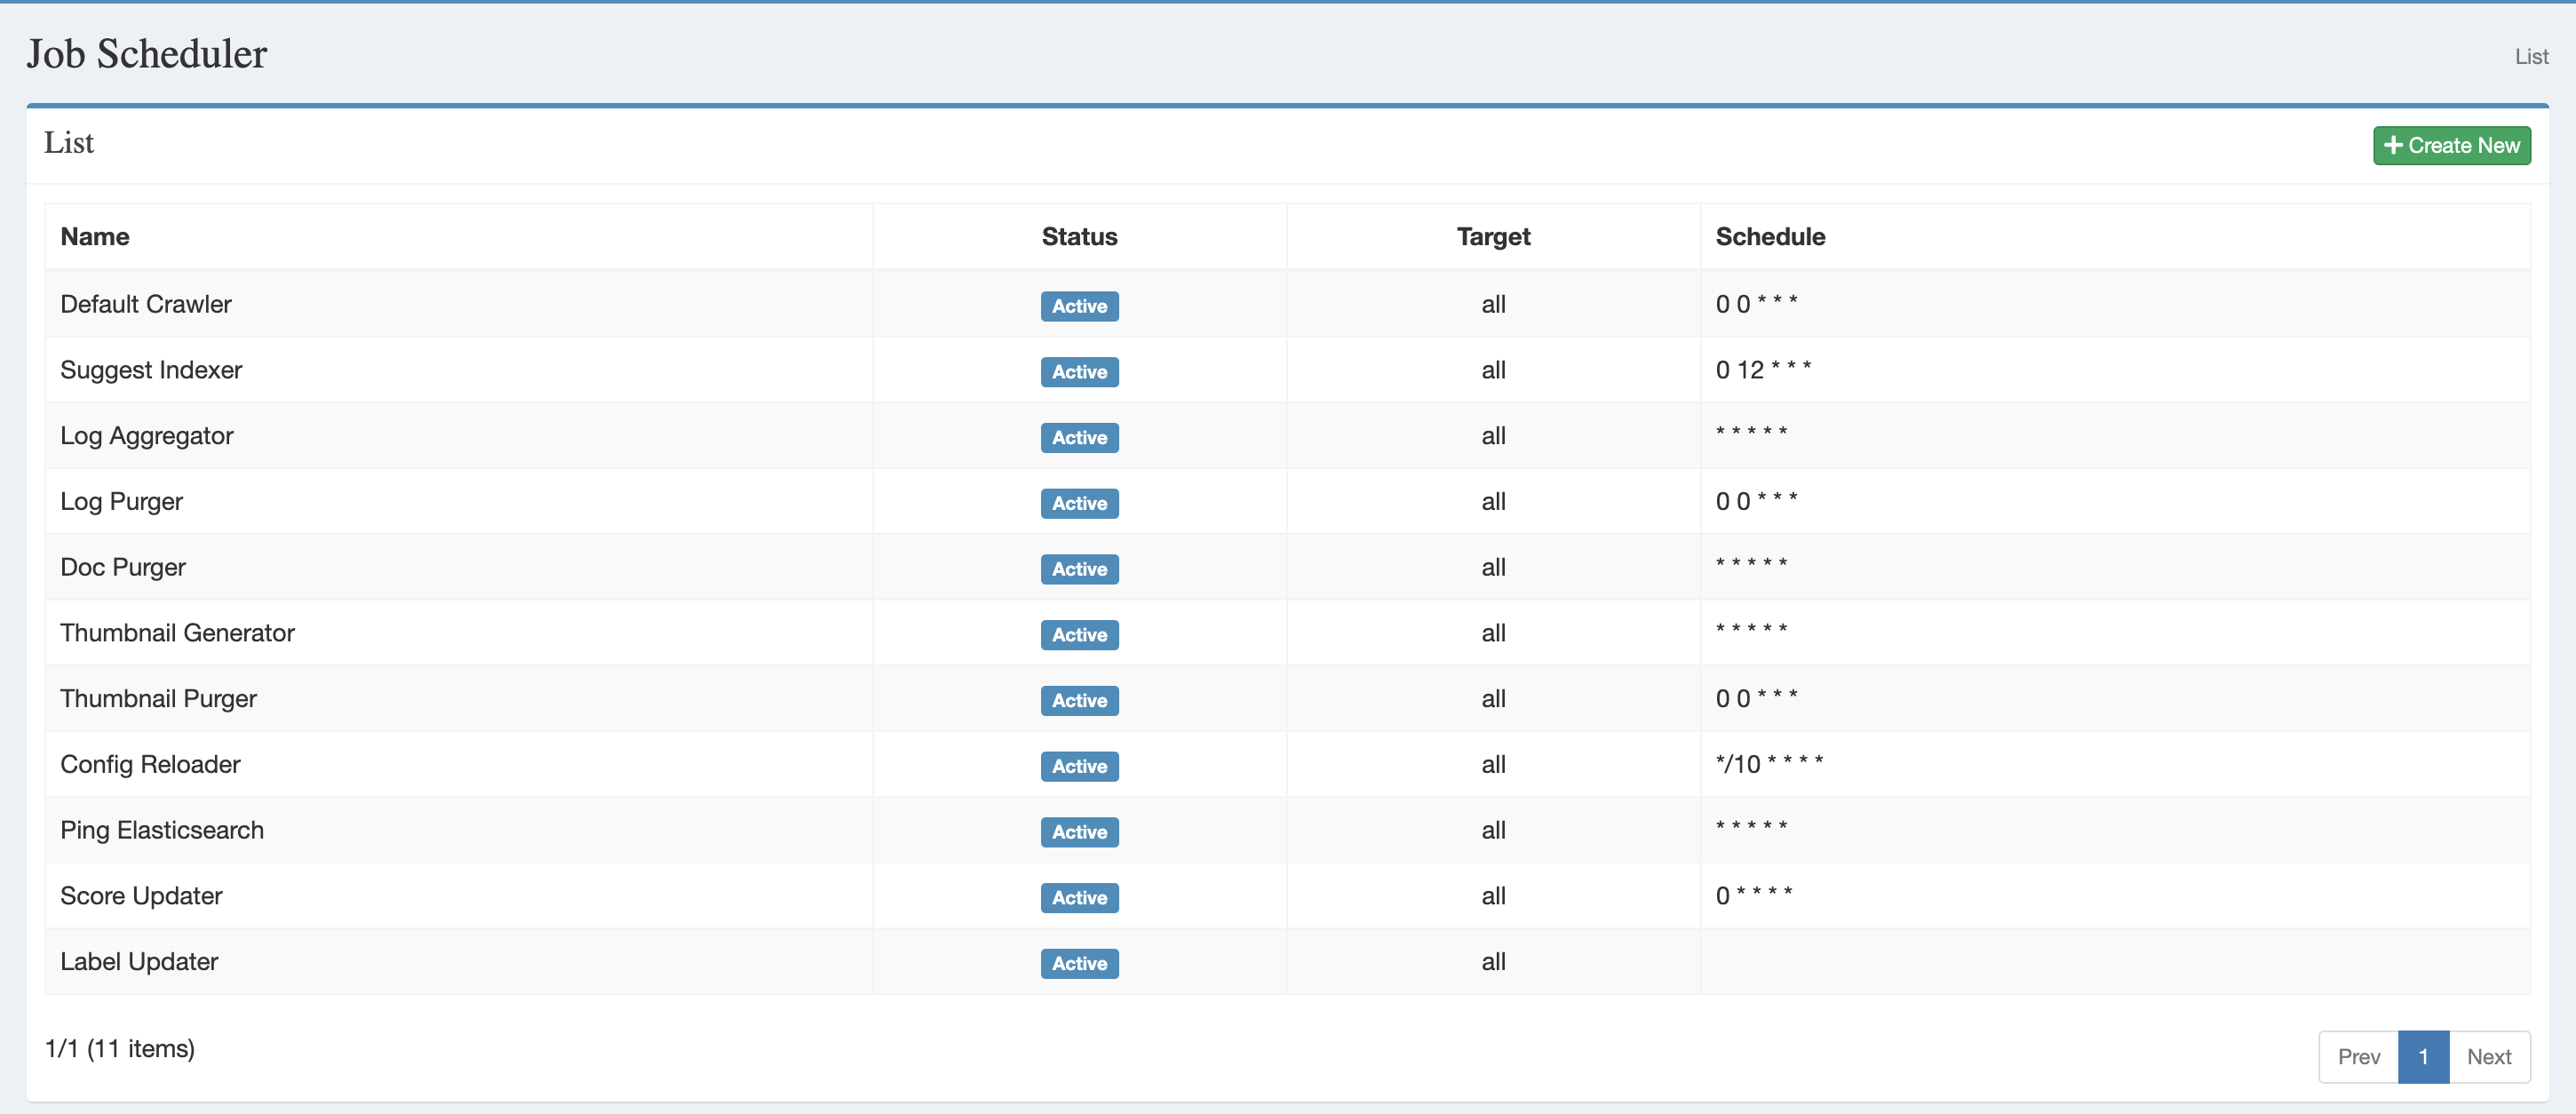 Job Scheduler
List
List
Create New
Name Status Target Schedule
Default Crawler Active all 0 0 * * *
Suggest Indexer Active all 0 12 * * *
Log Aggregator Active all * * * * *
Log Purger Active all 0 0 * * *
Doc Purger Active all * * * * *
Thumbnail Generator Active all * * * * *
Thumbnail Purger Active all 0 0 * * *
Config Reloader Active all */10 * * * *
Ping Elasticsearch Active all * * * * *
Score Updater Active all 0 * * * *
Label Updater Active all
1/1 (11 items)
Prev 1 Next